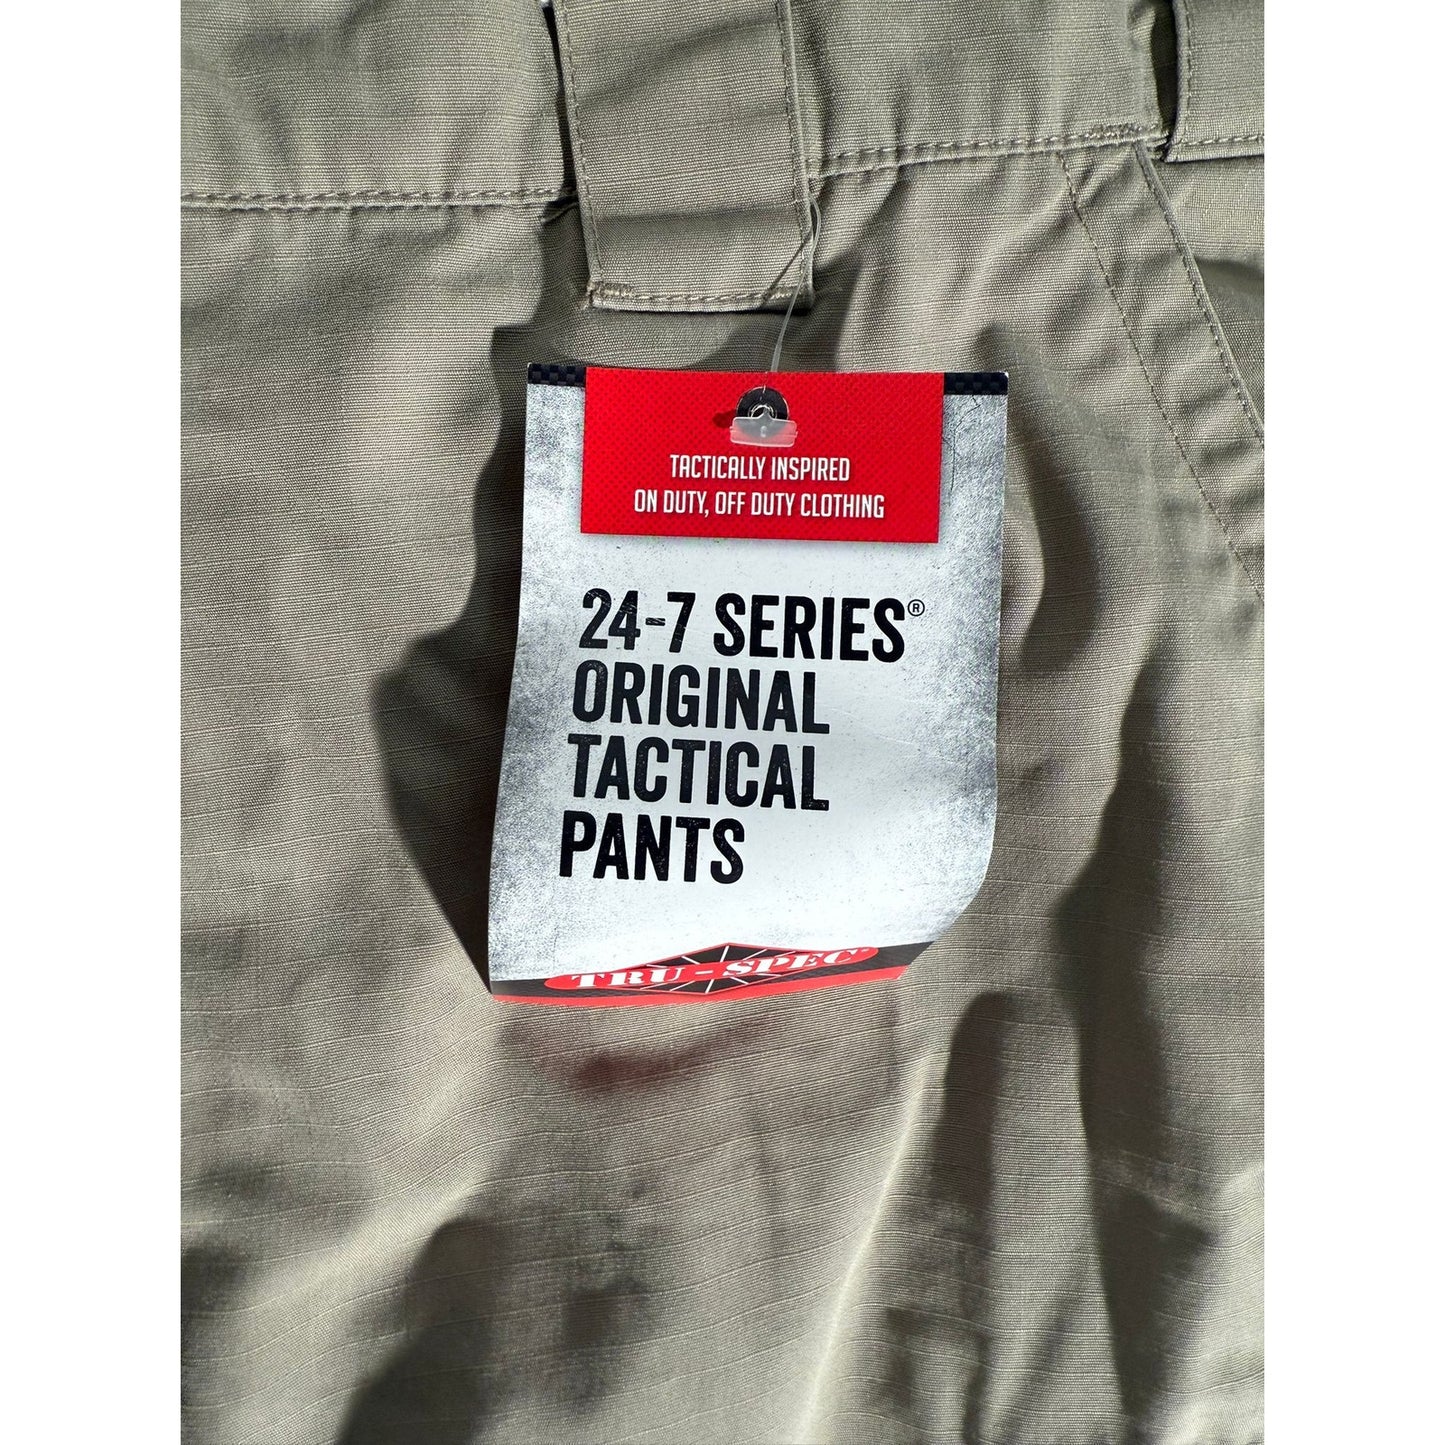 TACTICALLY INSPIRED
ON DUTY, OFF DUTY CLOTHING
24-7 SERIES®
ORIGINAL
TACTICAL
PANTS
TRU-SPEC®